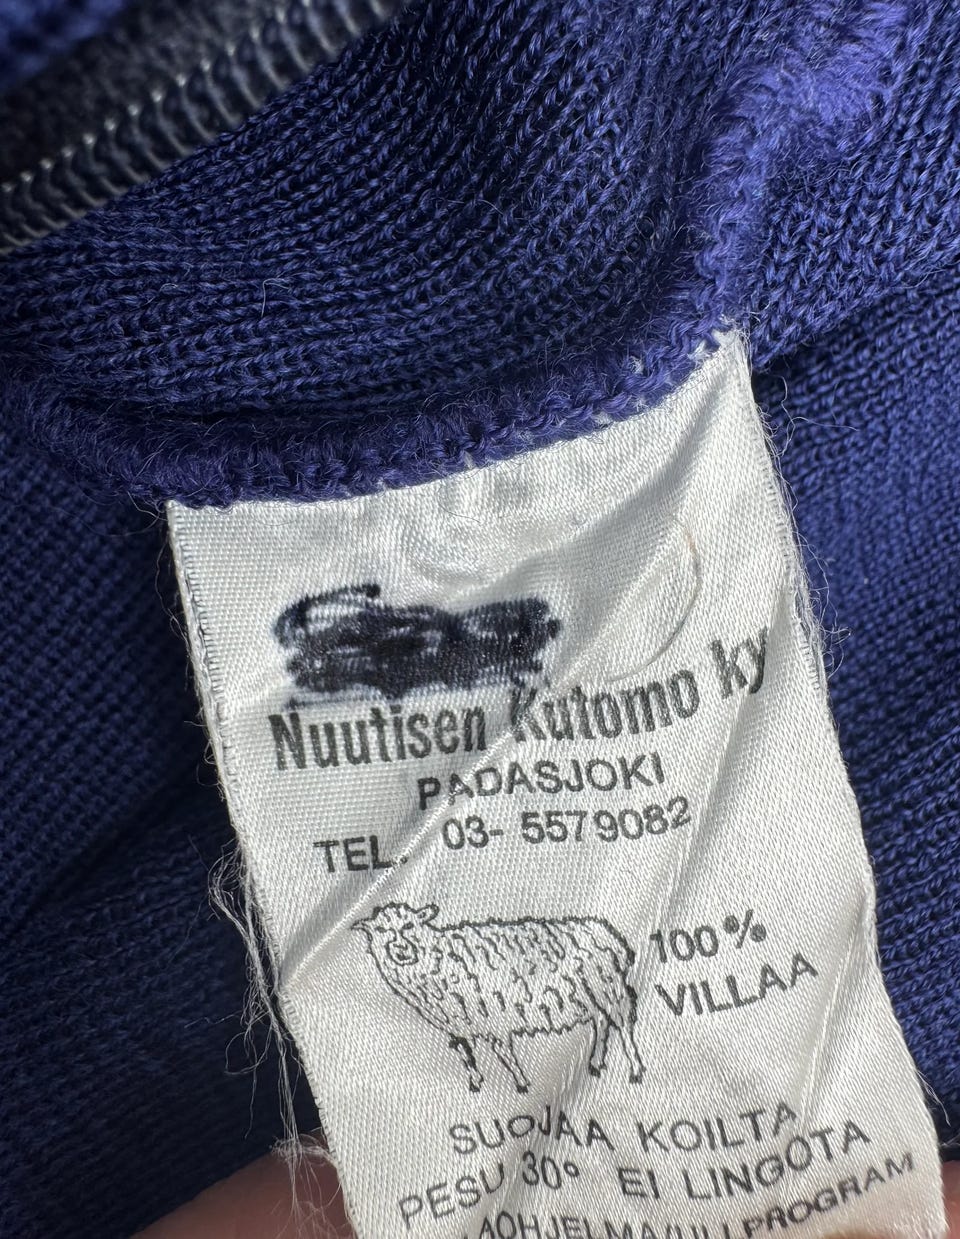 Nuutisen Kutomo ky
PADASJOKI
TEL. 03- 5579082
100%
VILLAA
SUOJAA KOILTA
PESU 30° EI LINGOTA